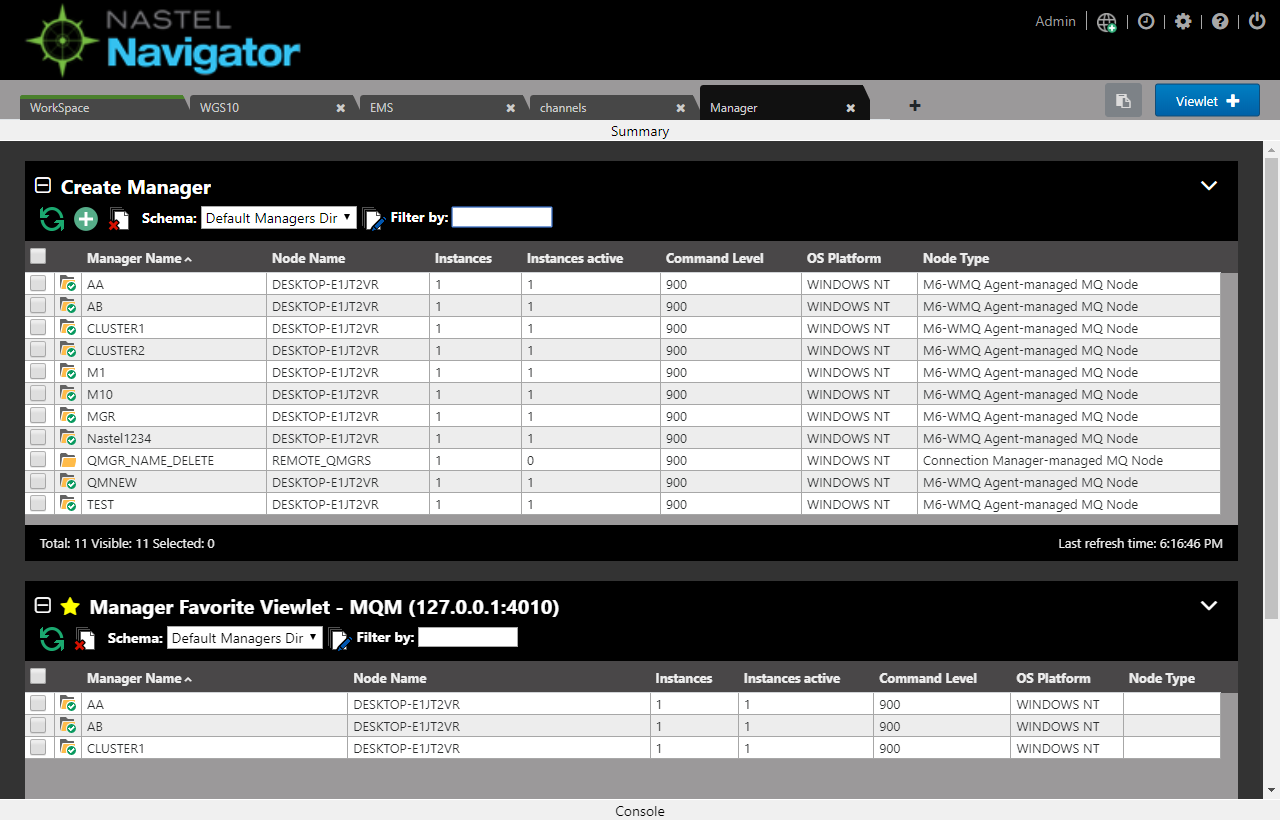 NASTEL
Navigator
Admin
WorkSpace WGS10 EMS channels Manager Viewlet
Summary
Create Manager
Schema: Default Managers Dir Filter by:
Manager Name Node Name Instances Instances active Command Level OS Platform Node Type
AA DESKTOP-E1JT2VR 1 1 900 WINDOWS NT M6-WMQ Agent-managed MQ Node
AB DESKTOP-E1JT2VR 1 1 900 WINDOWS NT M6-WMQ Agent-managed MQ Node
CLUSTER1 DESKTOP-E1JT2VR 1 1 900 WINDOWS NT M6-WMQ Agent-managed MQ Node
CLUSTER2 DESKTOP-E1JT2VR 1 1 900 WINDOWS NT M6-WMQ Agent-managed MQ Node
M1 DESKTOP-E1JT2VR 1 1 900 WINDOWS NT M6-WMQ Agent-managed MQ Node
M10 DESKTOP-E1JT2VR 1 1 900 WINDOWS NT M6-WMQ Agent-managed MQ Node
MGR DESKTOP-E1JT2VR 1 1 900 WINDOWS NT M6-WMQ Agent-managed MQ Node
Nastel1234 DESKTOP-E1JT2VR 1 1 900 WINDOWS NT M6-WMQ Agent-managed MQ Node
QMGR_NAME_DELETE REMOTE_QMGRS 1 0 900 WINDOWS NT Connection Manager-managed MQ Node
QMNEW DESKTOP-E1JT2VR 1 1 900 WINDOWS NT M6-WMQ Agent-managed MQ Node
TEST DESKTOP-E1JT2VR 1 1 900 WINDOWS NT M6-WMQ Agent-managed MQ Node
Total: 11 Visible: 11 Selected: 0 Last refresh time: 6:16:46 PM
Manager Favorite Viewlet - MQM (127.0.0.1:4010)
Schema: Default Managers Dir Filter by:
Manager Name Node Name Instances Instances active Command Level OS Platform Node Type
AA DESKTOP-E1JT2VR 1 1 900 WINDOWS NT
AB DESKTOP-E1JT2VR 1 1 900 WINDOWS NT
CLUSTER1 DESKTOP-E1JT2VR 1 1 900 WINDOWS NT
Console